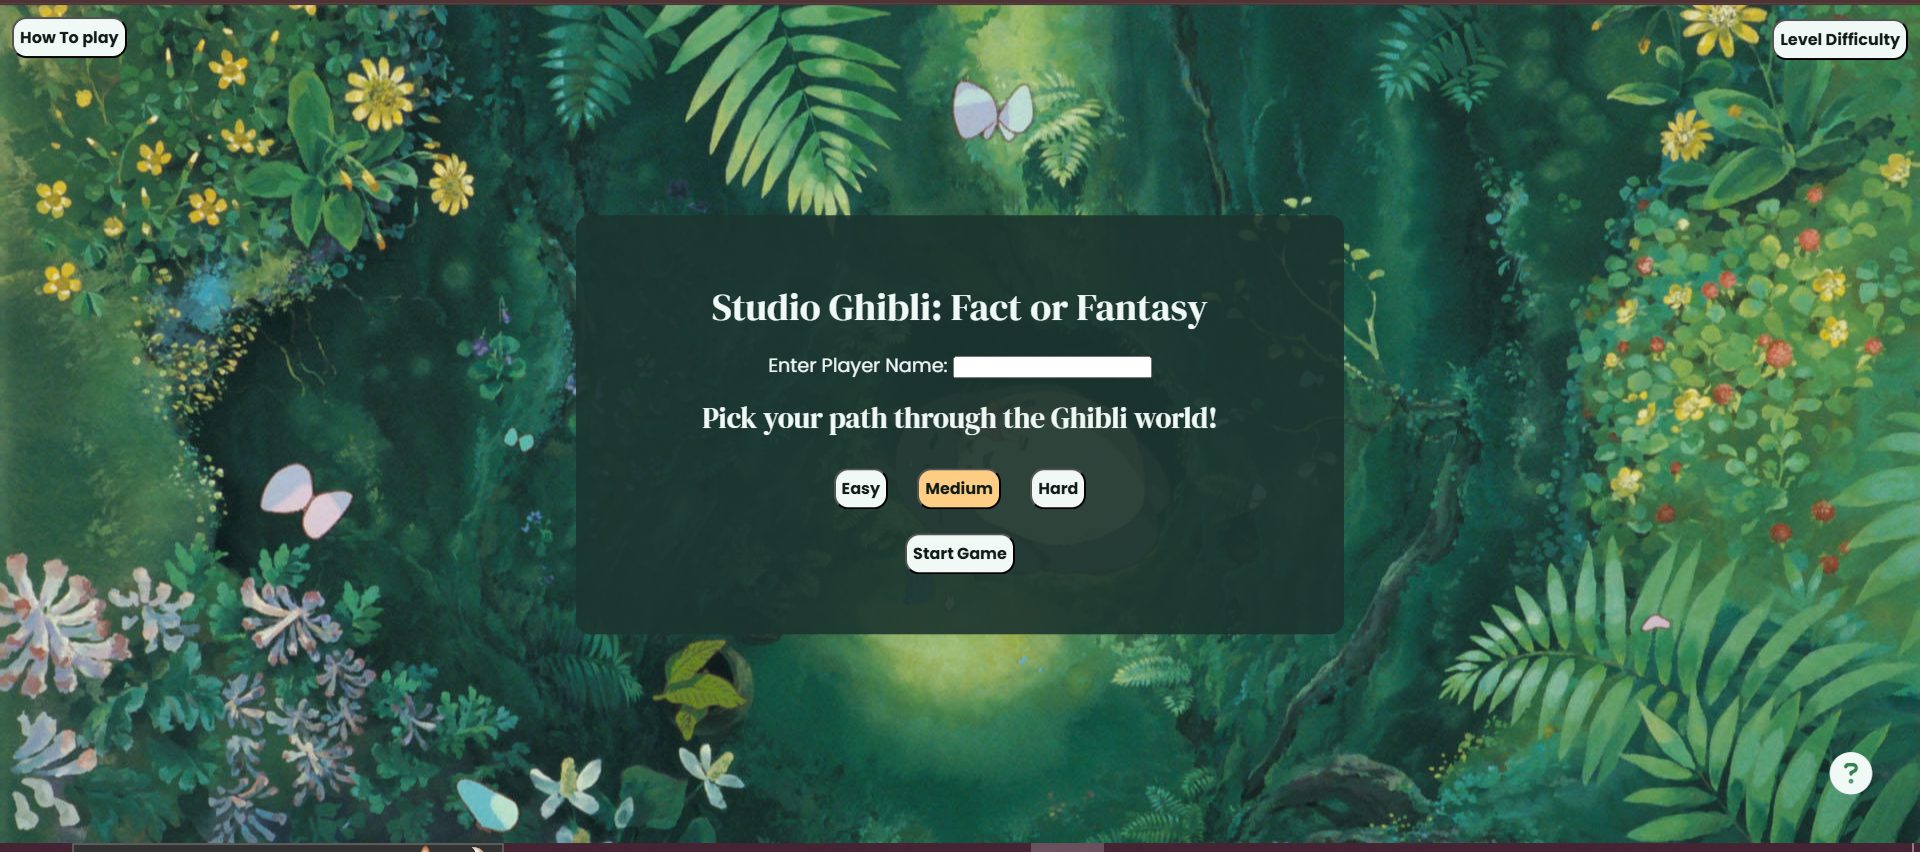 How To play
Level Difficulty
Studio Ghibli: Fact or Fantasy
Enter Player Name:
Pick your path through the Ghibli world!
Easy Medium Hard
Start Game
?